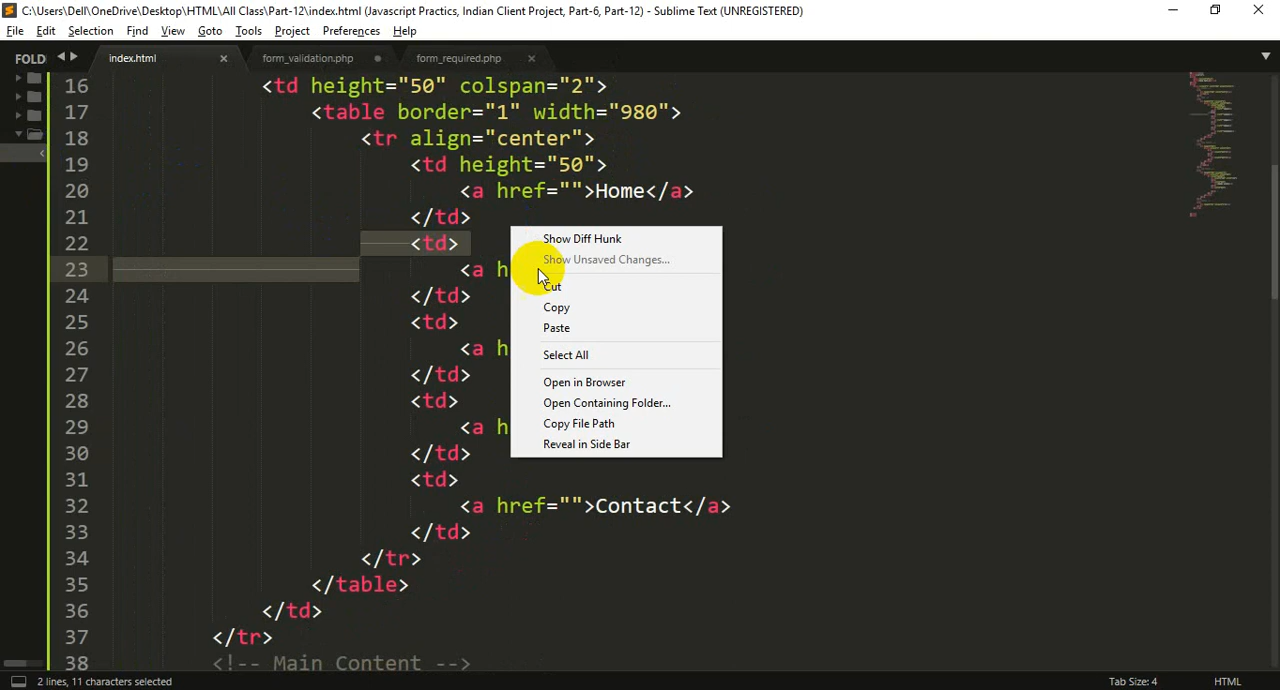 C:\Users\Dell\OneDrive\Desktop\HTML\All Class\Part-12\index.html (Javascript Practics, Indian Client Project, Part-6, Part-12) - Sublime Text (UNREGISTERED)
File Edit Selection Find View Goto Tools Project Preferences Help
FOLD index.html form_validation.php form_required.php
16 <td height="50" colspan="2">
17 <table border="1" width="980">
18 <tr align="center">
19 <td height="50">
20 <a href="">Home</a>
21 </td>
22 <td>
23 <a h
24 </td>
25 <td>
26 <a h
27 </td>
28 <td>
29 <a h
30 </td>
31 <td>
32 <a href="">Contact</a>
33 </td>
34 </tr>
35 </table>
36 </td>
37 </tr>
38 <!-- Main Content -->
Show Diff Hunk
Show Unsaved Changes...
Cut
Copy
Paste
Select All
Open in Browser
Open Containing Folder...
Copy File Path
Reveal in Side Bar
2 lines, 11 characters selected Tab Size: 4 HTML